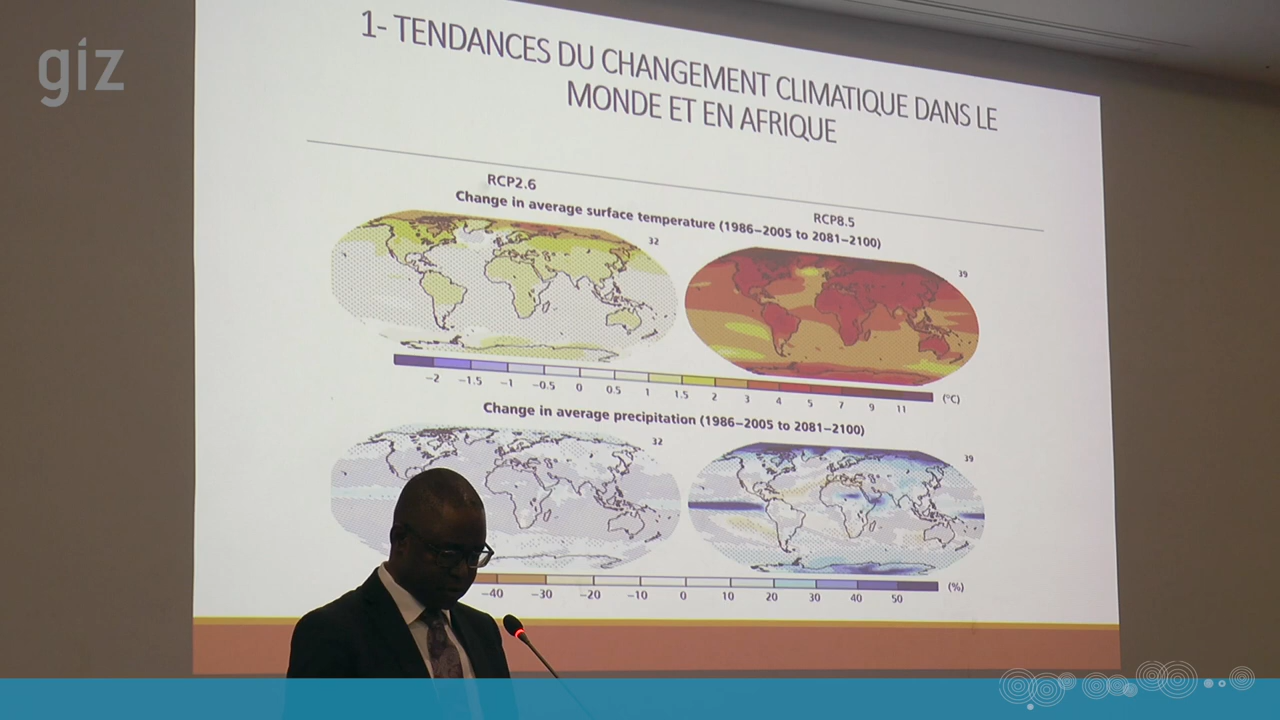 giz
1- TENDANCES DU CHANGEMENT CLIMATIQUE DANS LE
MONDE ET EN AFRIQUE
RCP2.6
RCP8.5
Change in average surface temperature (1986−2005 to 2081−2100)
32
39
−2 −1.5 −1 −0.5 0 0.5 1 1.5 2 3 4 5 7 9 11 (°C)
Change in average precipitation (1986−2005 to 2081−2100)
32
39
−40 −30 −20 −10 0 10 20 30 40 50 (%)